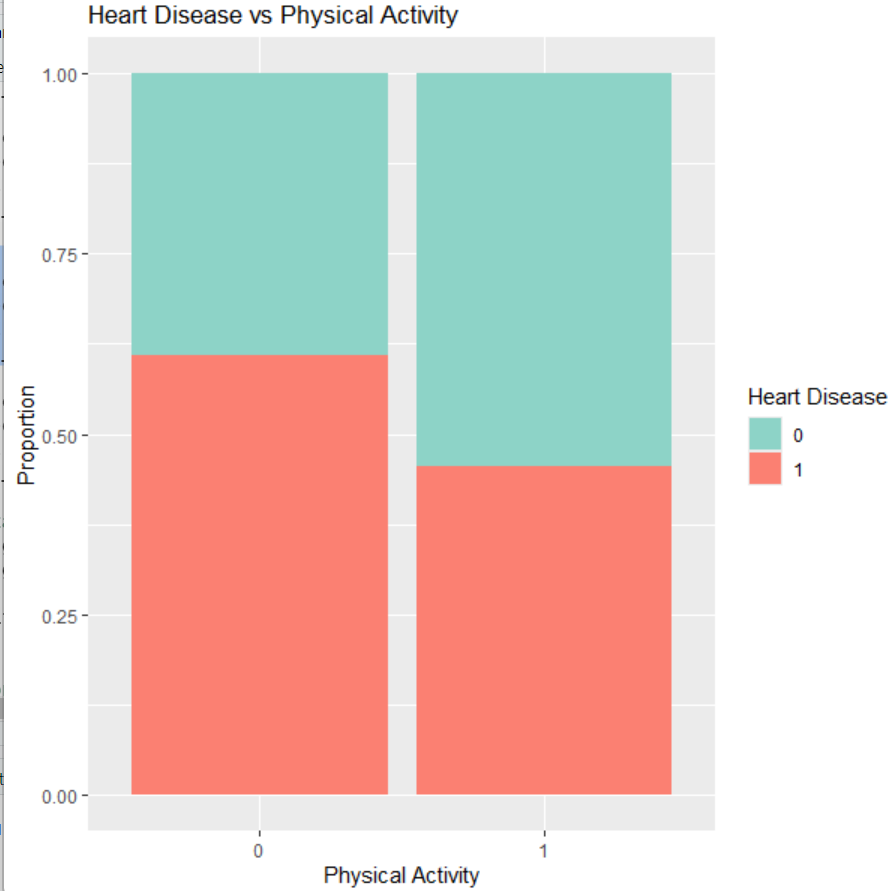 Heart Disease vs Physical Activity
1.00
0.75
0.50
0.25
0.00
Proportion
0
1
Physical Activity
Heart Disease
0
1